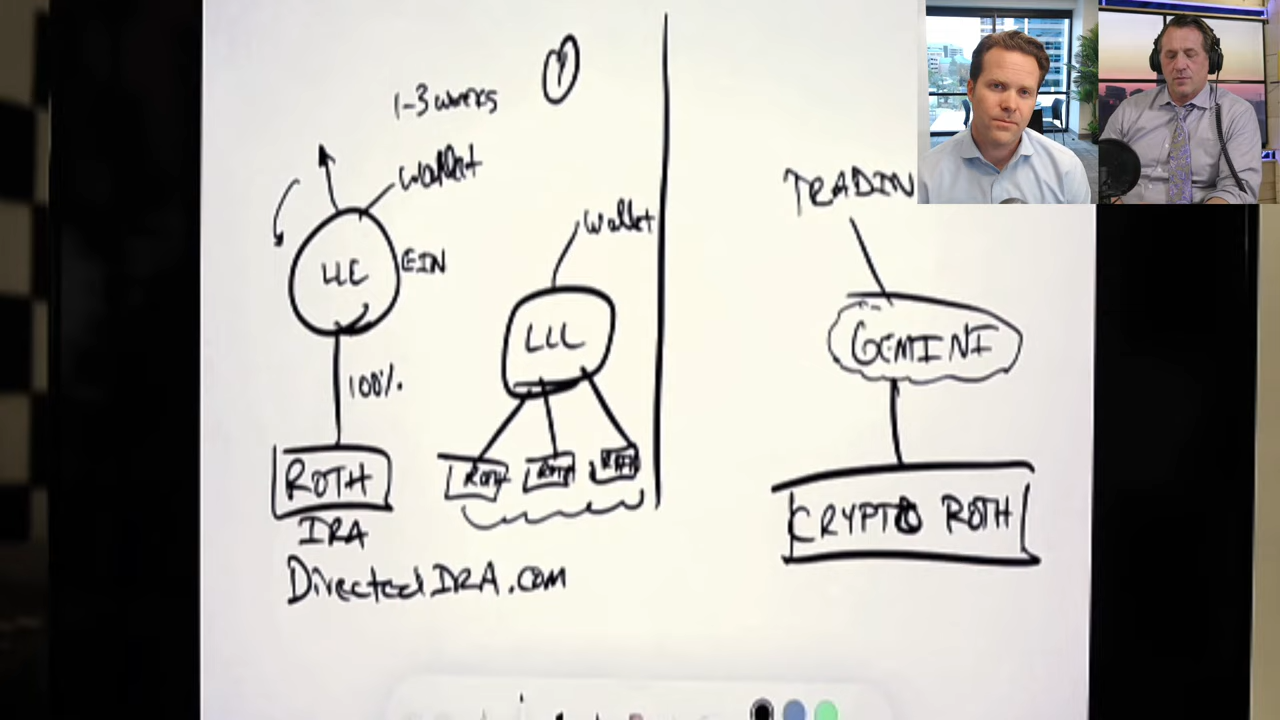 1-3 weeks
1
wallet
LLC
EIN
100%
ROTH
IRA
DirectedIRA.com
wallet
LLC
ROTH
ROTH
ROTH
TRADIN
GEMINI
CRYPTO ROTH